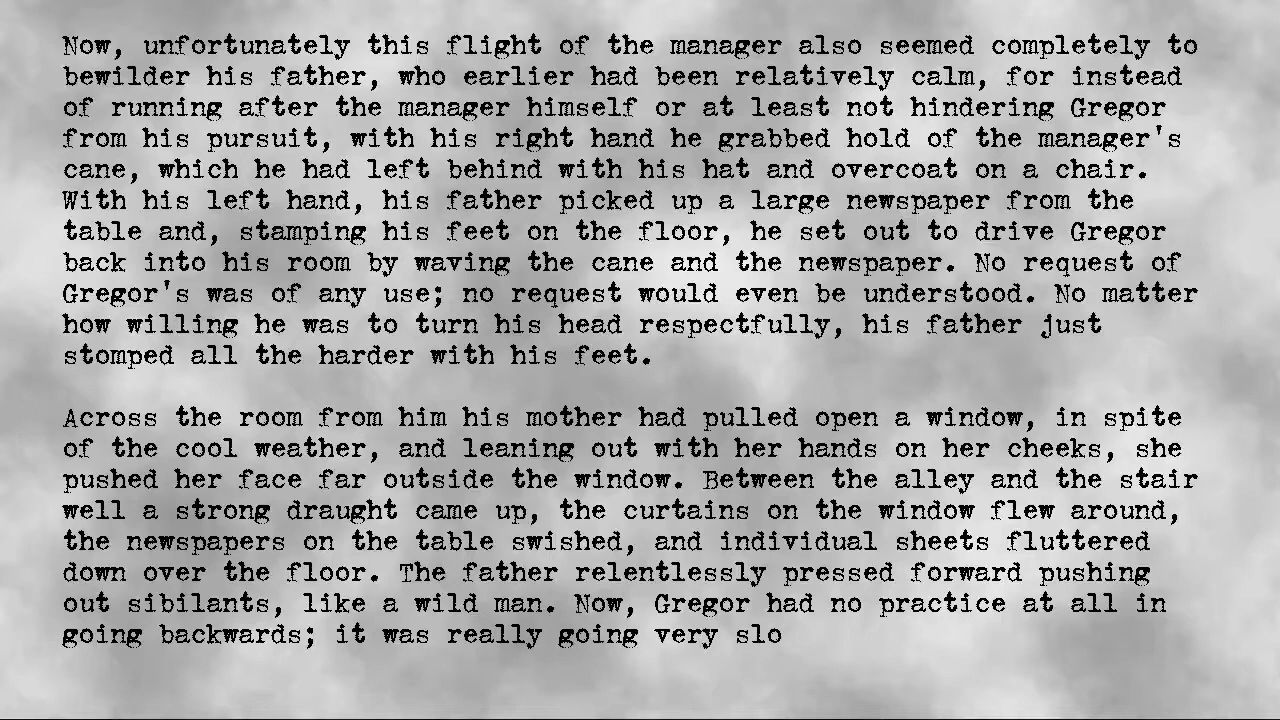 Now, unfortunately this flight of the manager also seemed completely to
bewilder his father, who earlier had been relatively calm, for instead
of running after the manager himself or at least not hindering Gregor
from his pursuit, with his right hand he grabbed hold of the manager's
cane, which he had left behind with his hat and overcoat on a chair.
With his left hand, his father picked up a large newspaper from the
table and, stamping his feet on the floor, he set out to drive Gregor
back into his room by waving the cane and the newspaper. No request of
Gregor's was of any use; no request would even be understood. No matter
how willing he was to turn his head respectfully, his father just
stomped all the harder with his feet.

Across the room from him his mother had pulled open a window, in spite
of the cool weather, and leaning out with her hands on her cheeks, she
pushed her face far outside the window. Between the alley and the stair
well a strong draught came up, the curtains on the window flew around,
the newspapers on the table swished, and individual sheets fluttered
down over the floor. The father relentlessly pressed forward pushing
out sibilants, like a wild man. Now, Gregor had no practice at all in
going backwards; it was really going very slo